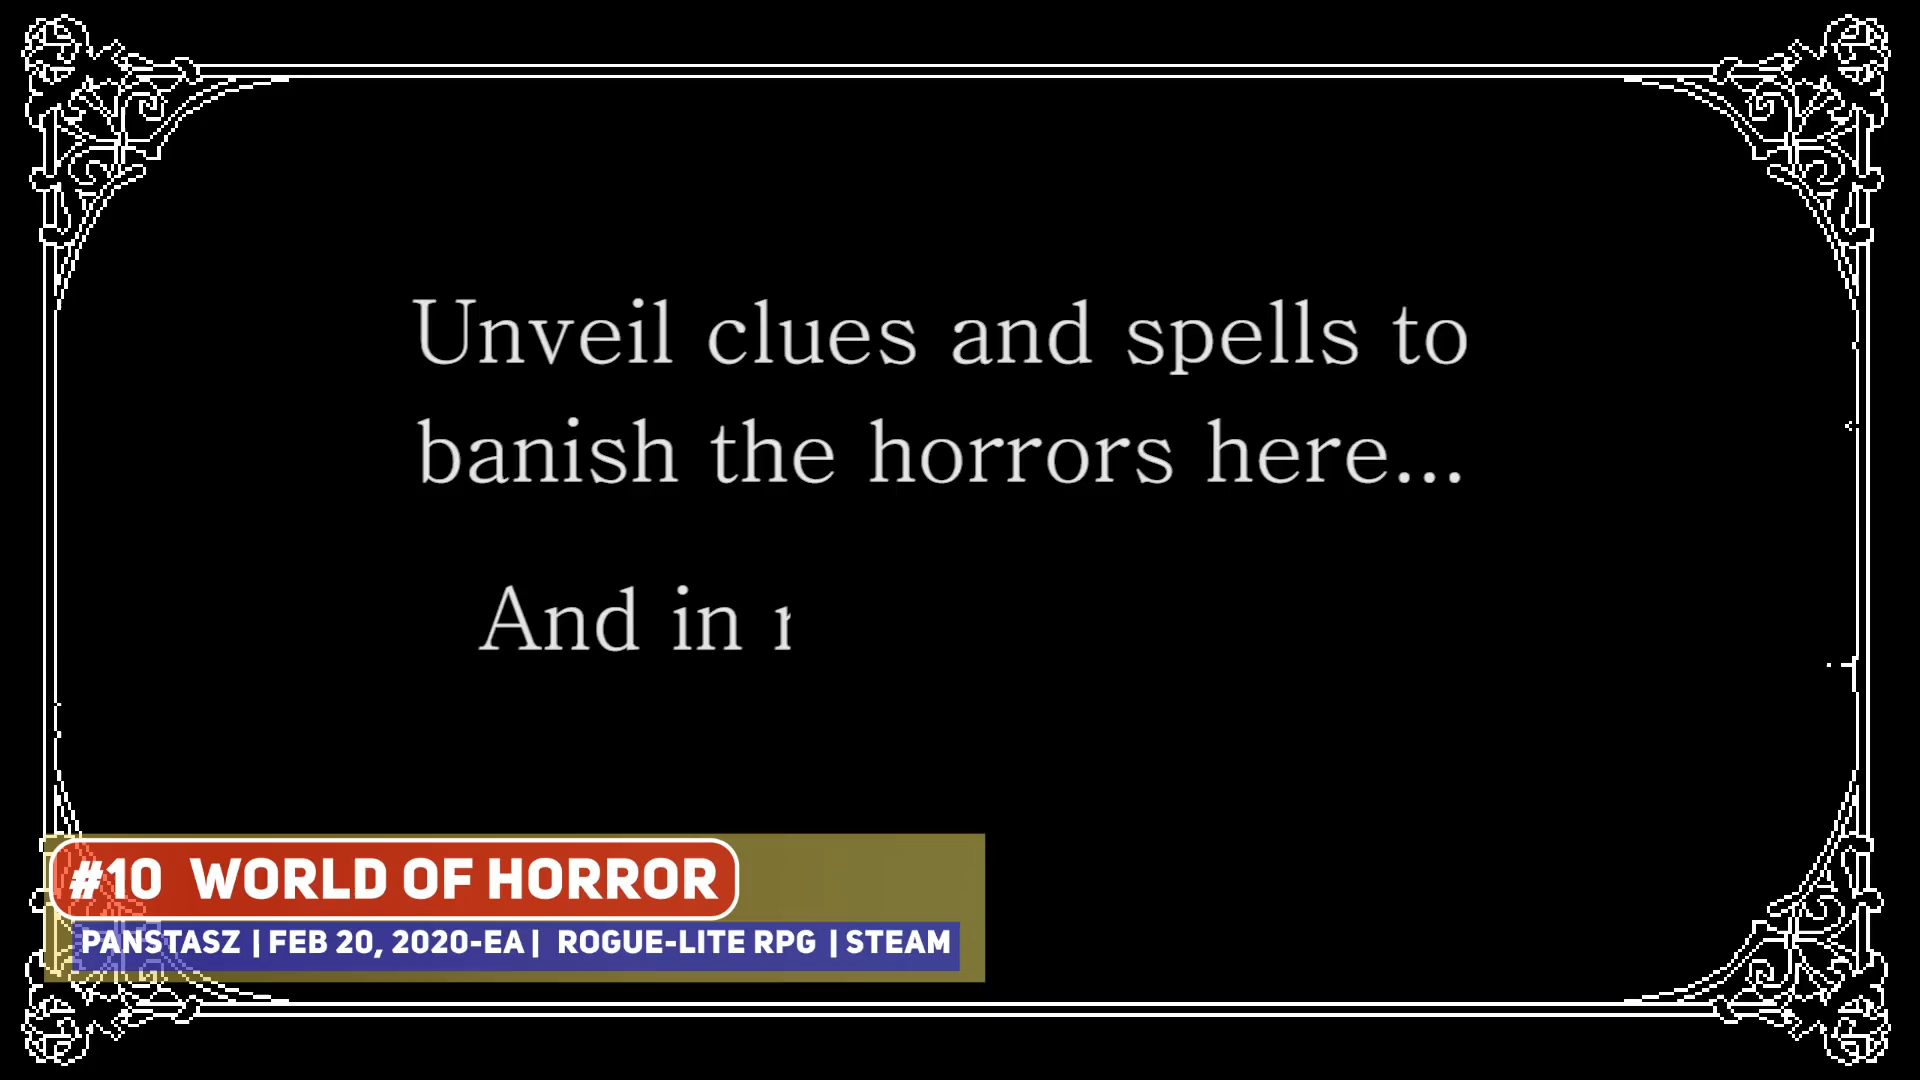 Unveil clues and spells to
banish the horrors here...
And in
#10 WORLD OF HORROR
PANSTASZ | FEB 20, 2020-EA | ROGUE-LITE RPG | STEAM